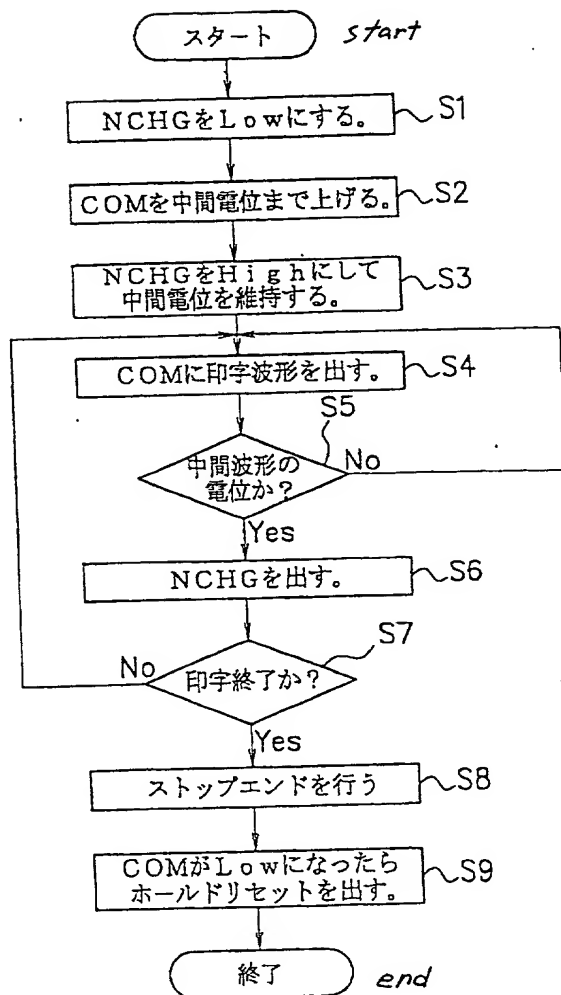 スタート start
NCHGをLowにする。 S1
COMを中間電位まで上げる。 S2
NCHGをHighにして
中間電位を維持する。 S3
COMに印字波形を出す。 S4
S5
中間波形の
電位か? No
Yes
NCHGを出す。 S6
S7
No 印字終了か?
Yes
ストップエンドを行う S8
COMがLowになったら
ホールドリセットを出す。 S9
終了 end